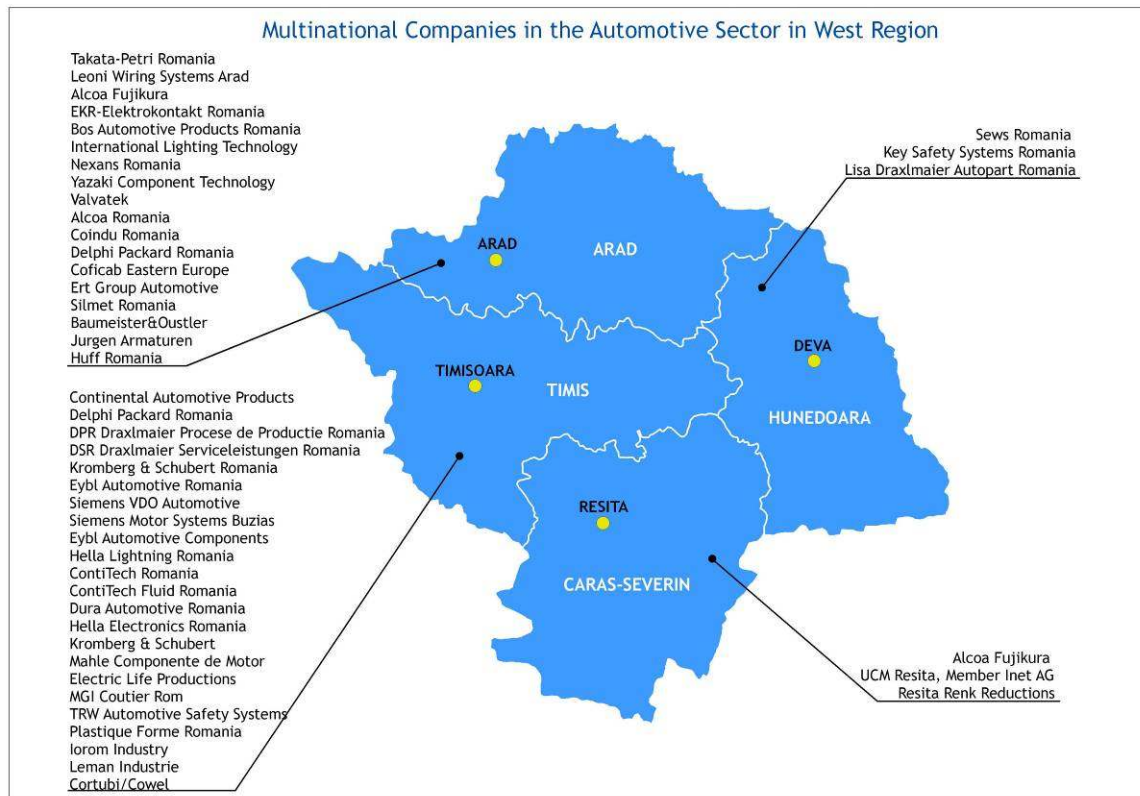 Multinational Companies in the Automotive Sector in West Region
Takata-Petri Romania
Leoni Wiring Systems Arad
Alcoa Fujikura
EKR-Elektrokontakt Romania
Bos Automotive Products Romania
International Lighting Technology
Nexans Romania
Yazaki Component Technology
Valvatek
Alcoa Romania
Coindu Romania
Delphi Packard Romania
Coficab Eastern Europe
Ert Group Automotive
Silmet Romania
Baumeister&Oustler
Jurgen Armaturen
Huff Romania
Sews Romania
Key Safety Systems Romania
Lisa Draxlmaier Autopart Romania
ARAD
ARAD
DEVA
HUNEDOARA
TIMISOARA
TIMIS
RESITA
CARAS-SEVERIN
Continental Automotive Products
Delphi Packard Romania
DPR Draxlmaier Procese de Productie Romania
DSR Draxlmaier Serviceleistungen Romania
Kromberg & Schubert Romania
Eybl Automotive Romania
Siemens VDO Automotive
Siemens Motor Systems Buzias
Eybl Automotive Components
Hella Lightning Romania
ContiTech Romania
ContiTech Fluid Romania
Dura Automotive Romania
Hella Electronics Romania
Kromberg & Schubert
Mahle Componente de Motor
Electric Life Productions
MGI Coutier Rom
TRW Automotive Safety Systems
Plastique Forme Romania
Iorom Industry
Leman Industrie
Cortubi/Cowel
Alcoa Fujikura
UCM Resita, Member Inet AG
Resita Renk Reductions